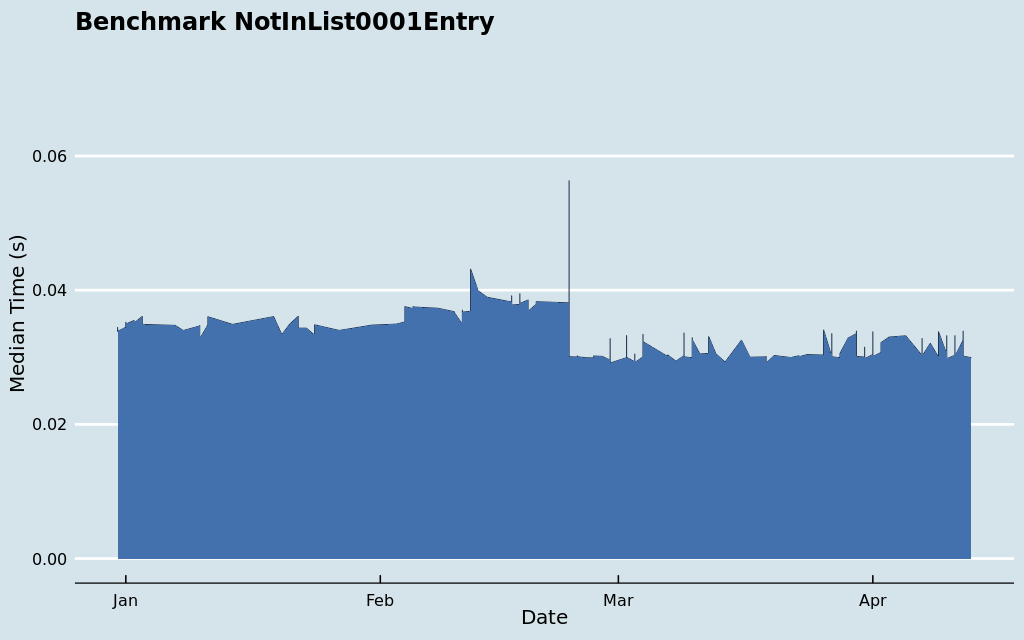 Benchmark NotInList0001Entry
Median Time (s)
0.06
0.04
0.02
0.00
Jan Feb Mar Apr
Date